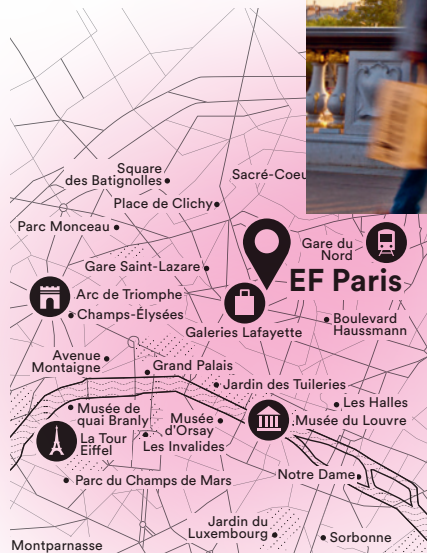 Square
des Batignolles
Sacré-Coeu
Place de Clichy
Parc Monceau
Gare du
Nord
Gare Saint-Lazare
EF Paris
Arc de Triomphe
Champs-Élysées
Boulevard
Haussmann
Galeries Lafayette
Avenue
Montaigne
Grand Palais
Jardin des Tuileries
Les Halles
Musée de
quai Branly
Musée
d'Orsay
Musée du Louvre
La Tour
Eiffel
Les Invalides
Notre Dame
Parc du Champs de Mars
Jardin du
Luxembourg
Sorbonne
Montparnasse